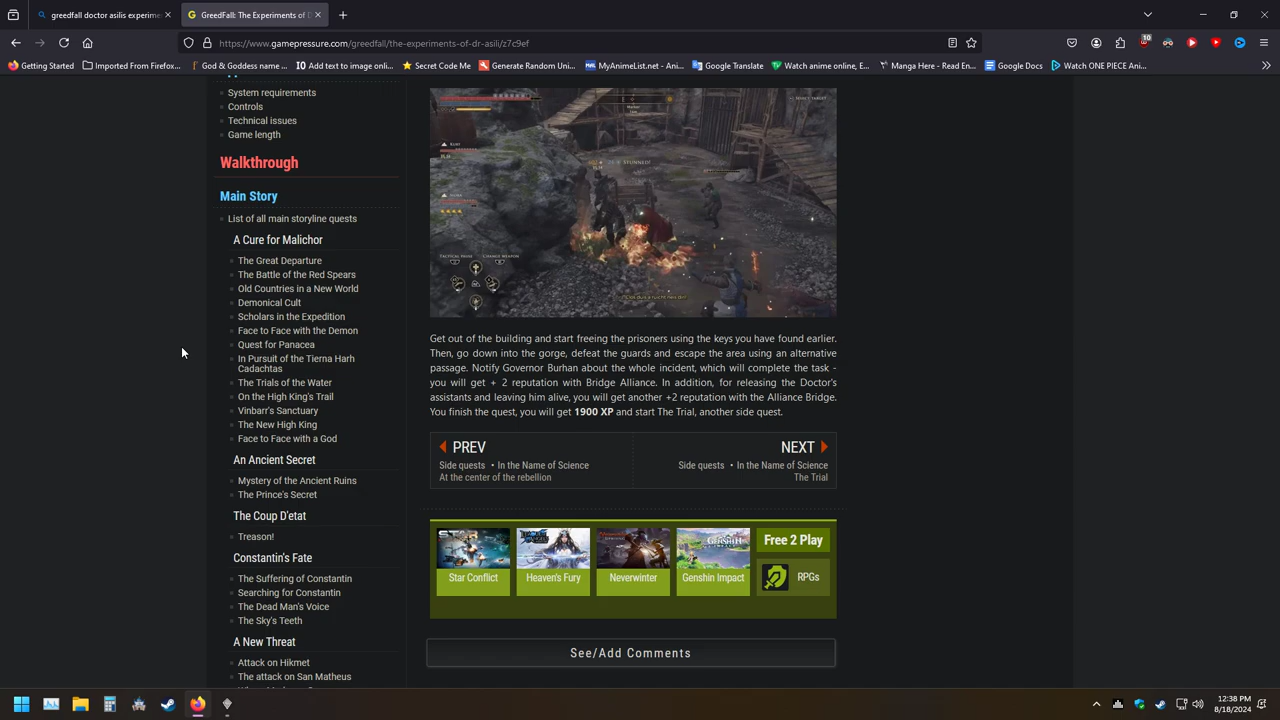 greedfall doctor asilis experime
GreedFall: The Experiments of D
https://www.gamepressure.com/greedfall/the-experiments-of-dr-asili/z7c9ef
10
Getting Started
Imported From Firefox...
God & Goddess name ...
IO Add text to image onli...
Secret Code Me
Generate Random Uni...
MAL MyAnimeList.net - Ani...
Google Translate
Watch anime online, E...
Manga Here - Read En...
Google Docs
Watch ONE PIECE Ani...
System requirements
Controls
Technical issues
Game length
Walkthrough
Main Story
List of all main storyline quests
A Cure for Malichor
The Great Departure
The Battle of the Red Spears
Old Countries in a New World
Demonical Cult
Scholars in the Expedition
Face to Face with the Demon
Quest for Panacea
In Pursuit of the Tierna Harh
Cadachtas
The Trials of the Water
On the High King's Trail
Vinbarr's Sanctuary
The New High King
Face to Face with a God
An Ancient Secret
Mystery of the Ancient Ruins
The Prince's Secret
The Coup D'etat
Treason!
Constantin's Fate
The Suffering of Constantin
Searching for Constantin
The Dead Man's Voice
The Sky's Teeth
A New Threat
Attack on Hikmet
The attack on San Matheus
STUNNED!
TACTICAL PAUSE
CHANGE WEAPON
Get out of the building and start freeing the prisoners using the keys you have found earlier.
Then, go down into the gorge, defeat the guards and escape the area using an alternative
passage. Notify Governor Burhan about the whole incident, which will complete the task -
you will get + 2 reputation with Bridge Alliance. In addition, for releasing the Doctor's
assistants and leaving him alive, you will get another +2 reputation with the Alliance Bridge.
You finish the quest, you will get 1900 XP and start The Trial, another side quest.
PREV
Side quests • In the Name of Science
At the center of the rebellion
NEXT
Side quests • In the Name of Science
The Trial
Star Conflict
Heaven's Fury
Neverwinter
Genshin Impact
Free 2 Play
RPGs
See/Add Comments
12:38 PM
8/18/2024